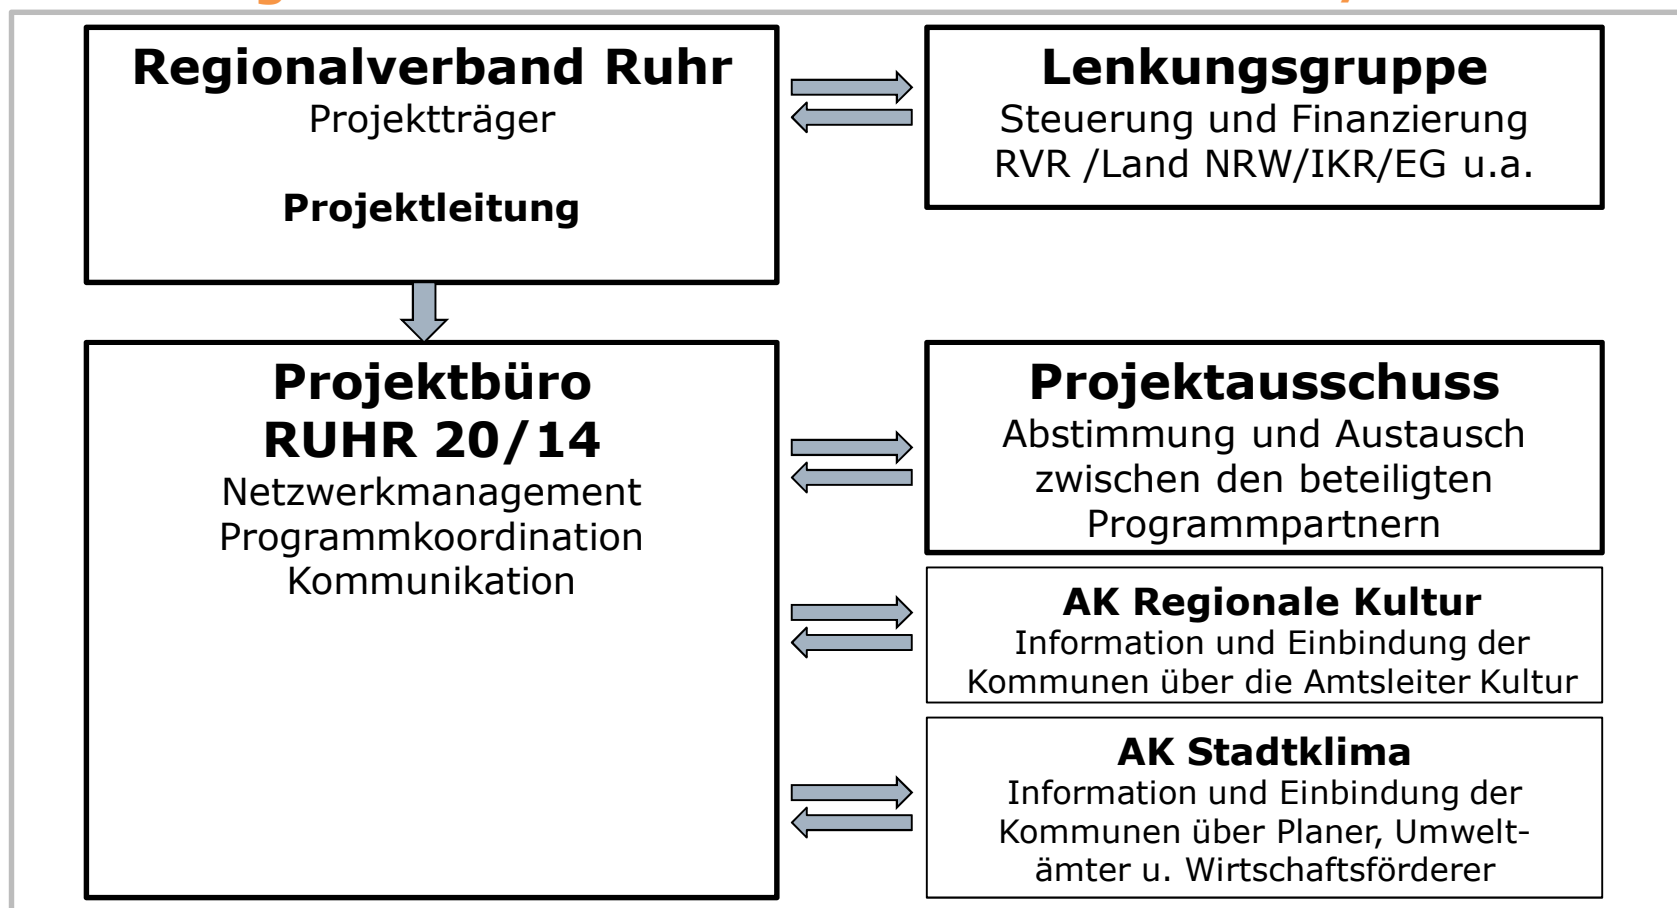 Regionalverband Ruhr
Projektträger
Projektleitung
Lenkungsgruppe
Steuerung und Finanzierung
RVR /Land NRW/IKR/EG u.a.
Projektbüro
RUHR 20/14
Netzwerkmanagement
Programmkoordination
Kommunikation
Projektausschuss
Abstimmung und Austausch
zwischen den beteiligten
Programmpartnern
AK Regionale Kultur
Information und Einbindung der
Kommunen über die Amtsleiter Kultur
AK Stadtklima
Information und Einbindung der
Kommunen über Planer, Umwelt-
ämter u. Wirtschaftsförderer